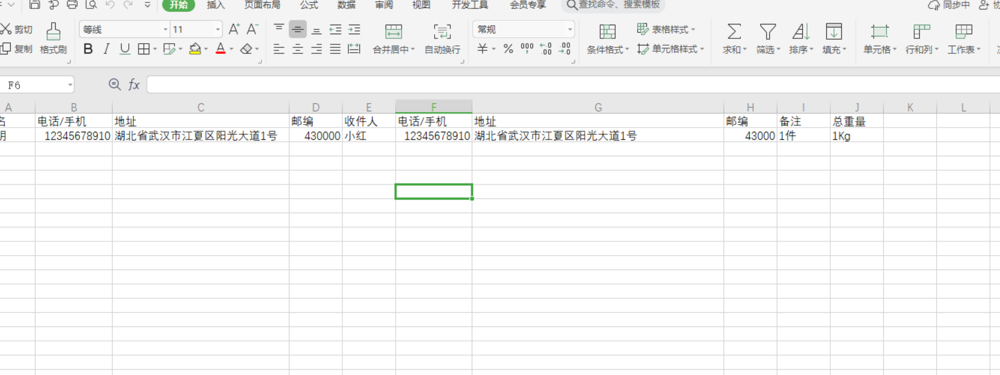 开始 插入 页面布局 公式 数据 审阅 视图 开发工具 会员专享 查找命令、搜索模板 同步中 协
剪切 等线 11 A+ A- 常规 表格样式
复制 格式刷 B I U A 合并居中 自动换行 ¥ % 000 条件格式 单元格样式 求和 筛选 排序 填充 单元格 行和列 工作表
F6 fx
A B C D E F G H I J K L
名 电话/手机 地址 邮编 收件人 电话/手机 地址 邮编 备注 总重量
明 12345678910 湖北省武汉市江夏区阳光大道1号 430000 小红 12345678910 湖北省武汉市江夏区阳光大道1号 43000 1件 1Kg